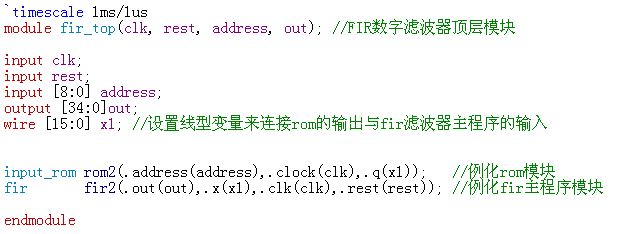 `timescale 1ms/1us
module fir_top(clk, rest, address, out); //FIR数字滤波器顶层模块
input clk;
input rest;
input [8:0] address;
output [34:0]out;
wire [15:0] x1; //设置线型变量来连接rom的输出与fir滤波器主程序的输入
input_rom rom2(.address(address),.clock(clk),.q(x1)); //例化rom模块
fir fir2(.out(out),.x(x1),.clk(clk),.rest(rest)); //例化fir主程序模块
endmodule